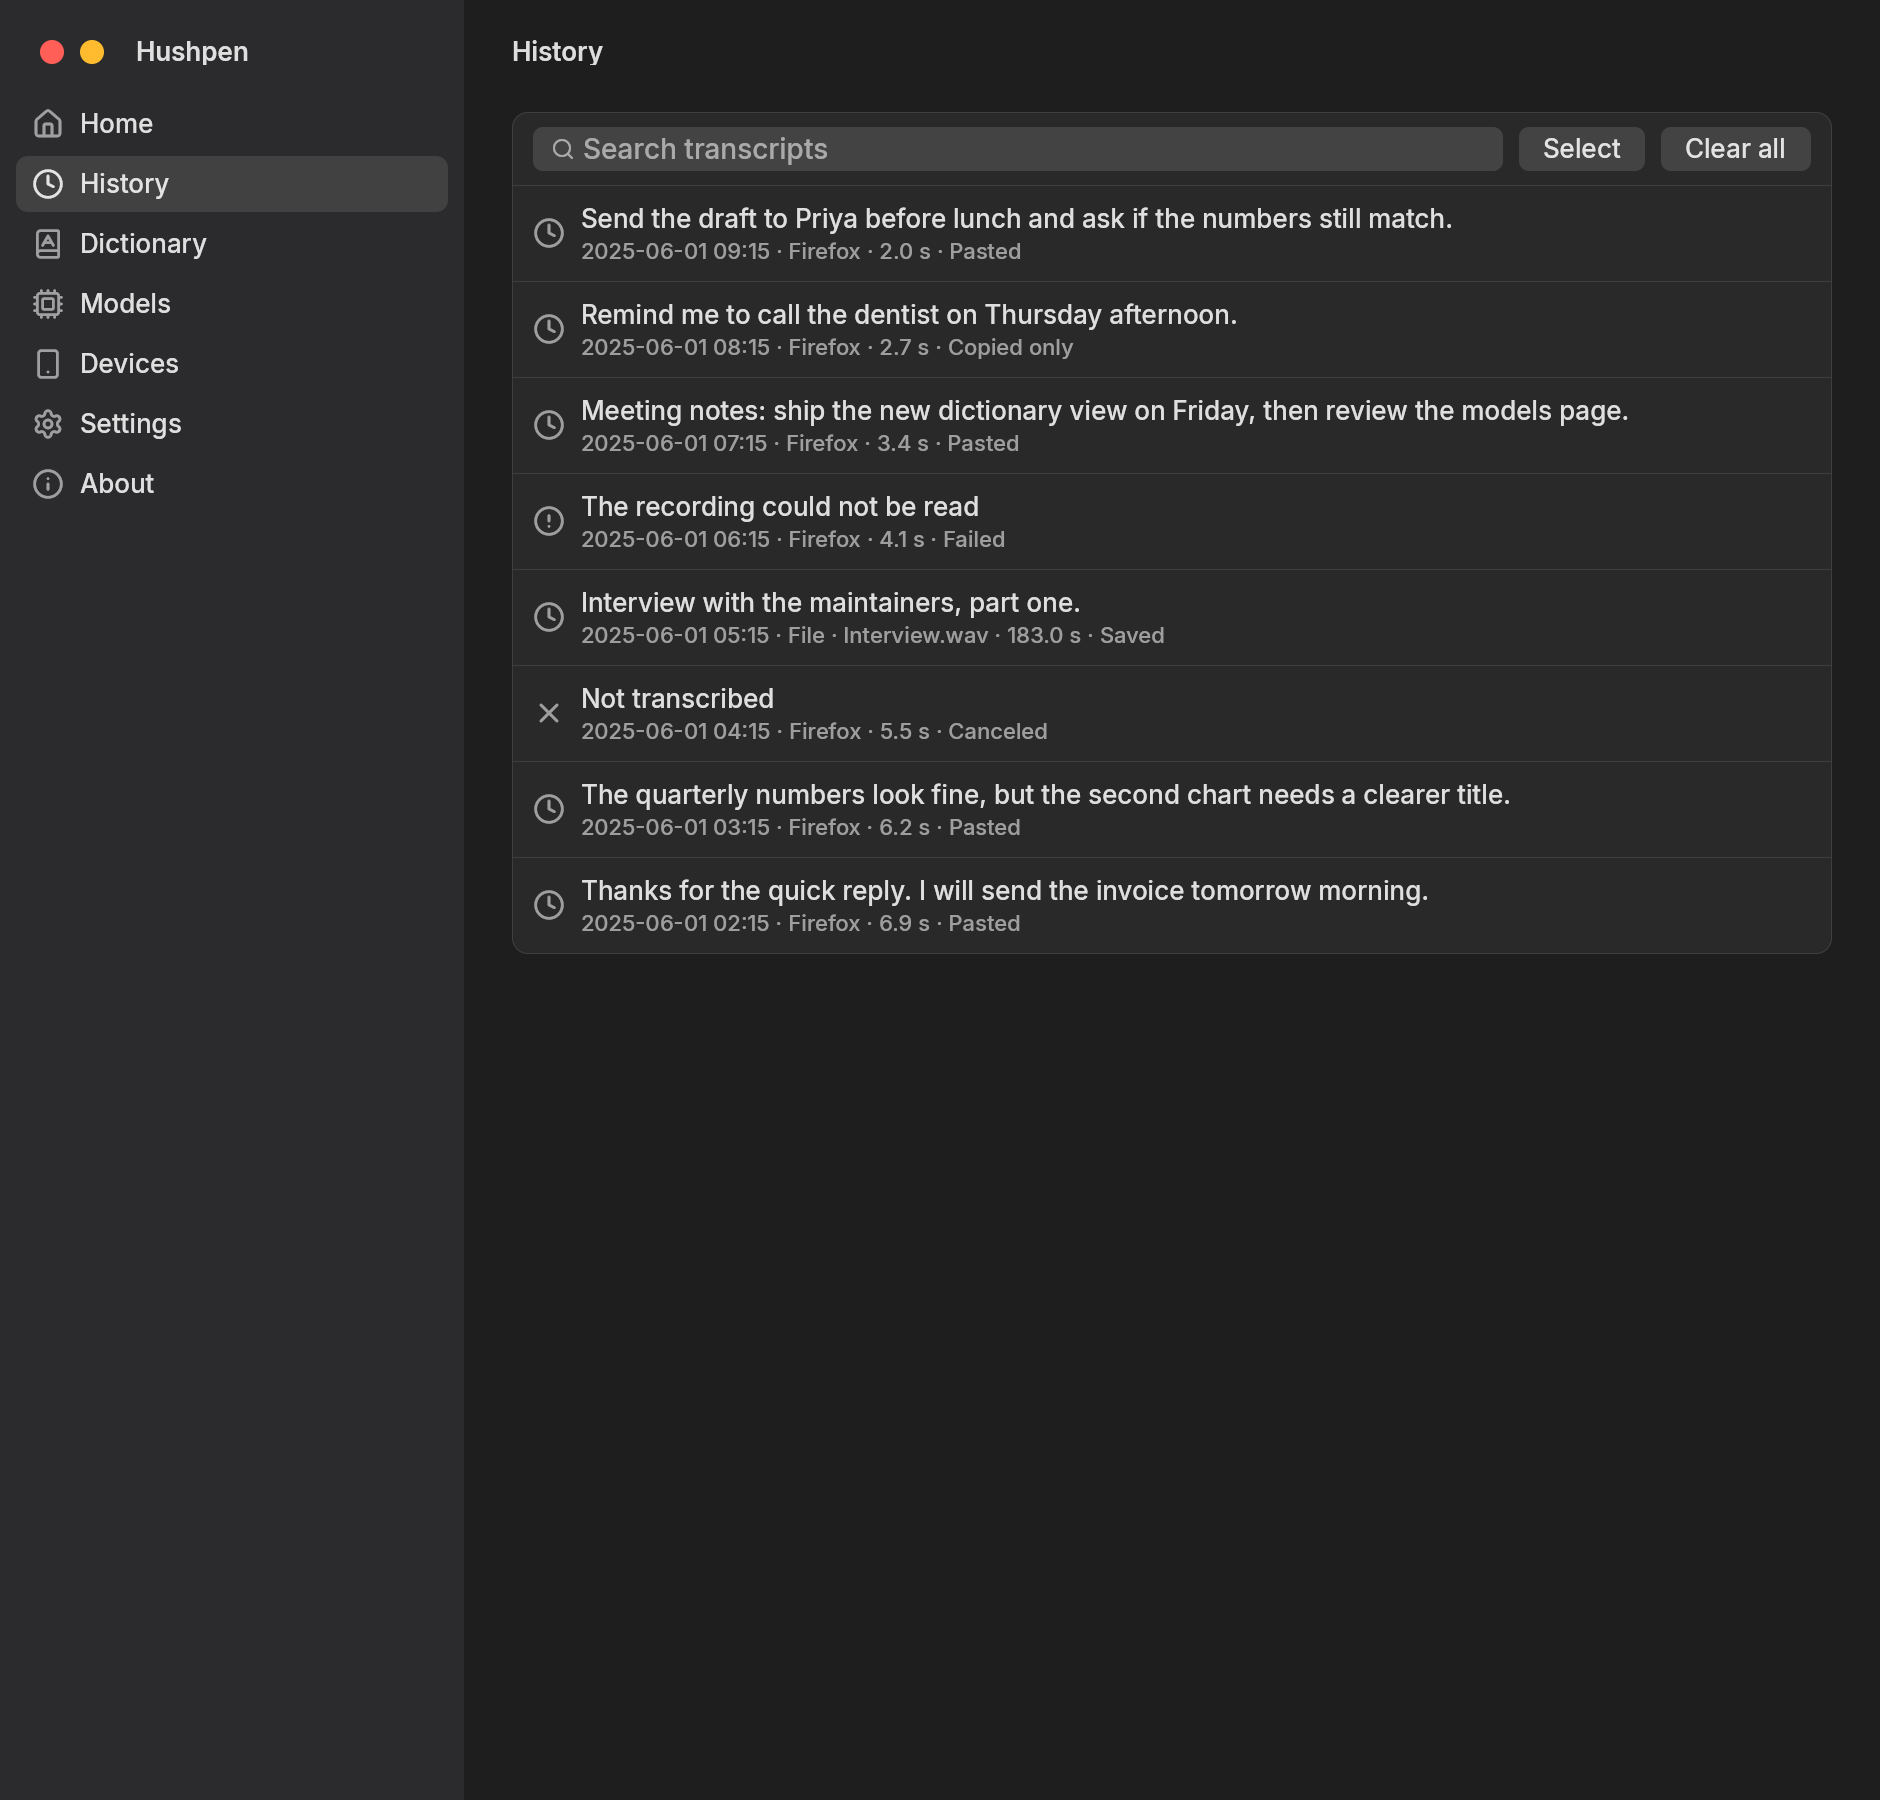 Hushpen
Home
History
Dictionary
Models
Devices
Settings
About
History
Search transcripts
Select
Clear all
Send the draft to Priya before lunch and ask if the numbers still match.
2025-06-01 09:15 · Firefox · 2.0 s · Pasted
Remind me to call the dentist on Thursday afternoon.
2025-06-01 08:15 · Firefox · 2.7 s · Copied only
Meeting notes: ship the new dictionary view on Friday, then review the models page.
2025-06-01 07:15 · Firefox · 3.4 s · Pasted
The recording could not be read
2025-06-01 06:15 · Firefox · 4.1 s · Failed
Interview with the maintainers, part one.
2025-06-01 05:15 · File · Interview.wav · 183.0 s · Saved
Not transcribed
2025-06-01 04:15 · Firefox · 5.5 s · Canceled
The quarterly numbers look fine, but the second chart needs a clearer title.
2025-06-01 03:15 · Firefox · 6.2 s · Pasted
Thanks for the quick reply. I will send the invoice tomorrow morning.
2025-06-01 02:15 · Firefox · 6.9 s · Pasted